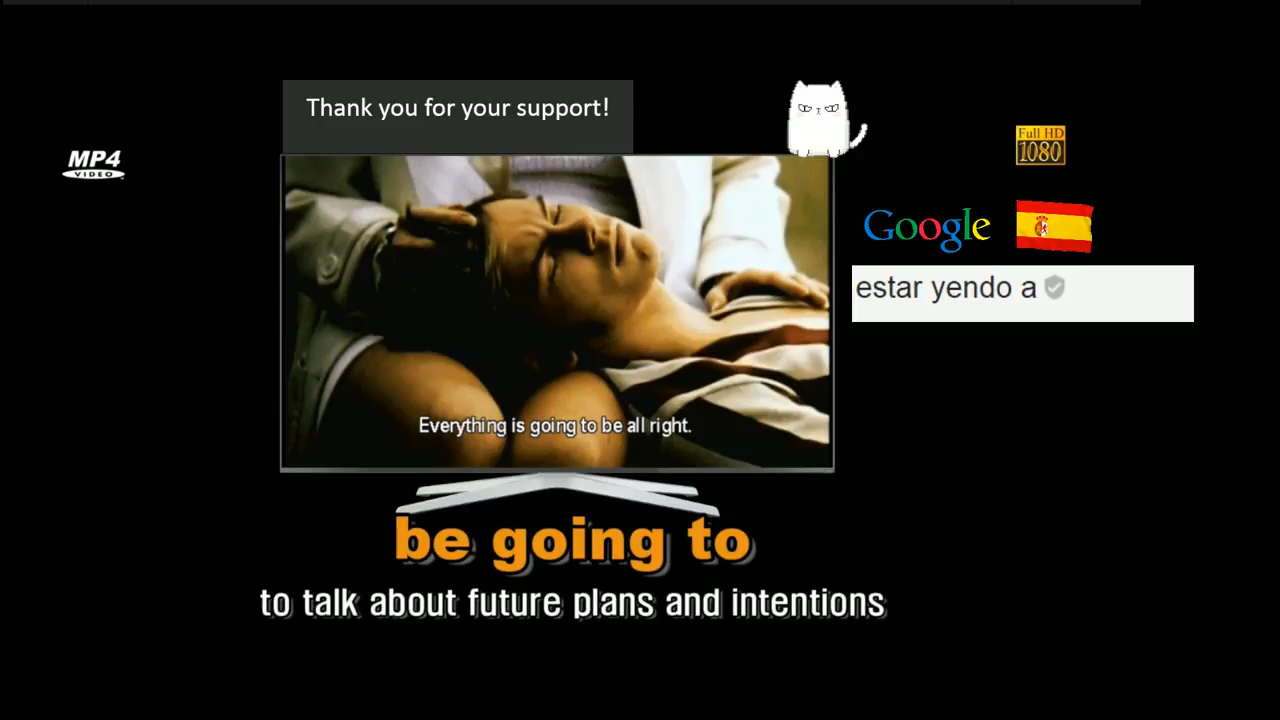 Thank you for your support!
MP4
VIDEO
Full HD
1080
Google
estar yendo a
Everything is going to be all right.
be going to
to talk about future plans and intentions